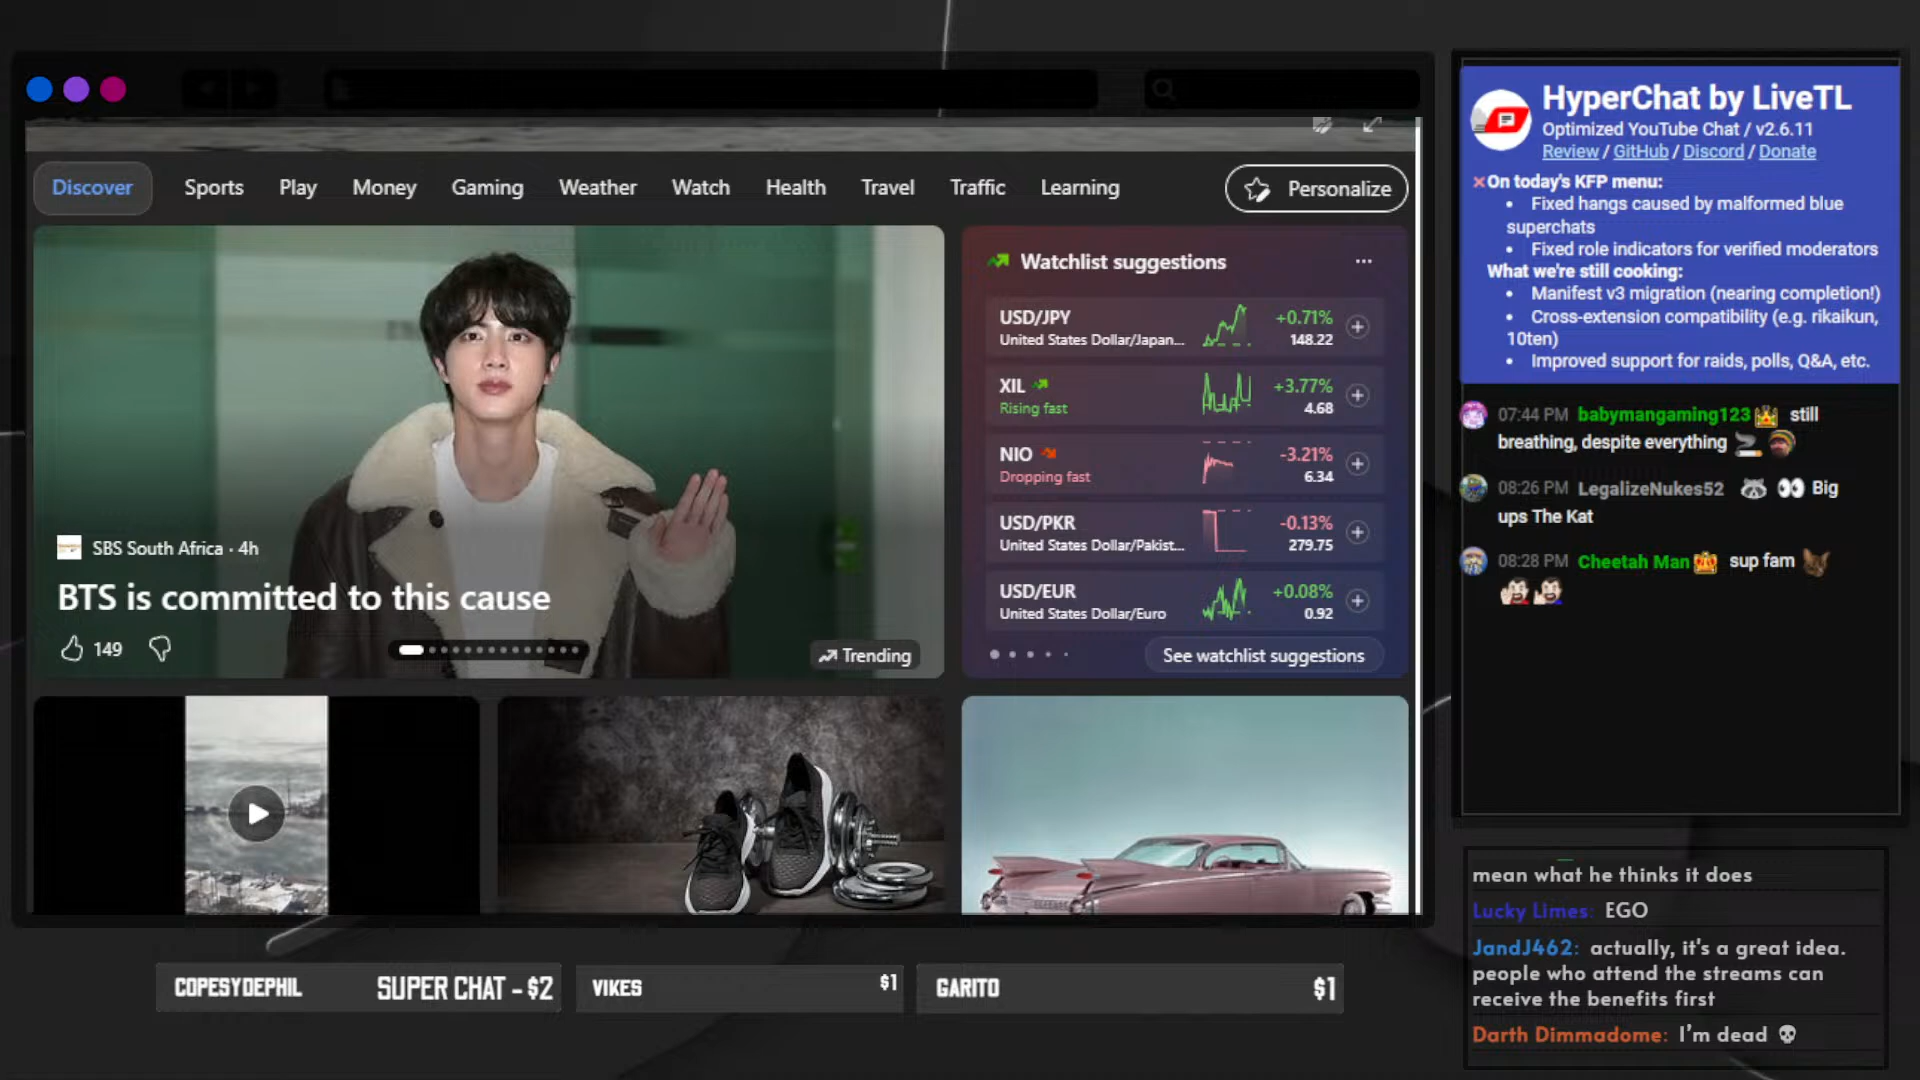 Discover
Sports
Play
Money
Gaming
Weather
Watch
Health
Travel
Traffic
Learning
Personalize
SBS South Africa · 4h
BTS is committed to this cause
149
Trending
Watchlist suggestions
USD/JPY
+0.71%
United States Dollar/Japan...
148.22
XIL
+3.77%
Rising fast
4.68
NIO
-3.21%
Dropping fast
6.34
USD/PKR
-0.13%
United States Dollar/Pakist...
279.75
USD/EUR
+0.08%
United States Dollar/Euro
0.92
See watchlist suggestions
COPESYDEPHIL SUPER CHAT - $2
VIKES $1
GARITO $1
HyperChat by LiveTL
Optimized YouTube Chat / v2.6.11
Review / GitHub / Discord / Donate
On today's KFP menu:
• Fixed hangs caused by malformed blue
superchats
• Fixed role indicators for verified moderators
What we're still cooking:
• Manifest v3 migration (nearing completion!)
• Cross-extension compatibility (e.g. rikaikun,
10ten)
• Improved support for raids, polls, Q&A, etc.
07:44 PM babymangaming123 still
breathing, despite everything
08:26 PM LegalizeNukes52 Big
ups The Kat
08:28 PM Cheetah Man sup fam
mean what he thinks it does
Lucky Limes: EGO
JandJ462: actually, it's a great idea.
people who attend the streams can
receive the benefits first
Darth Dimmadome: I'm dead